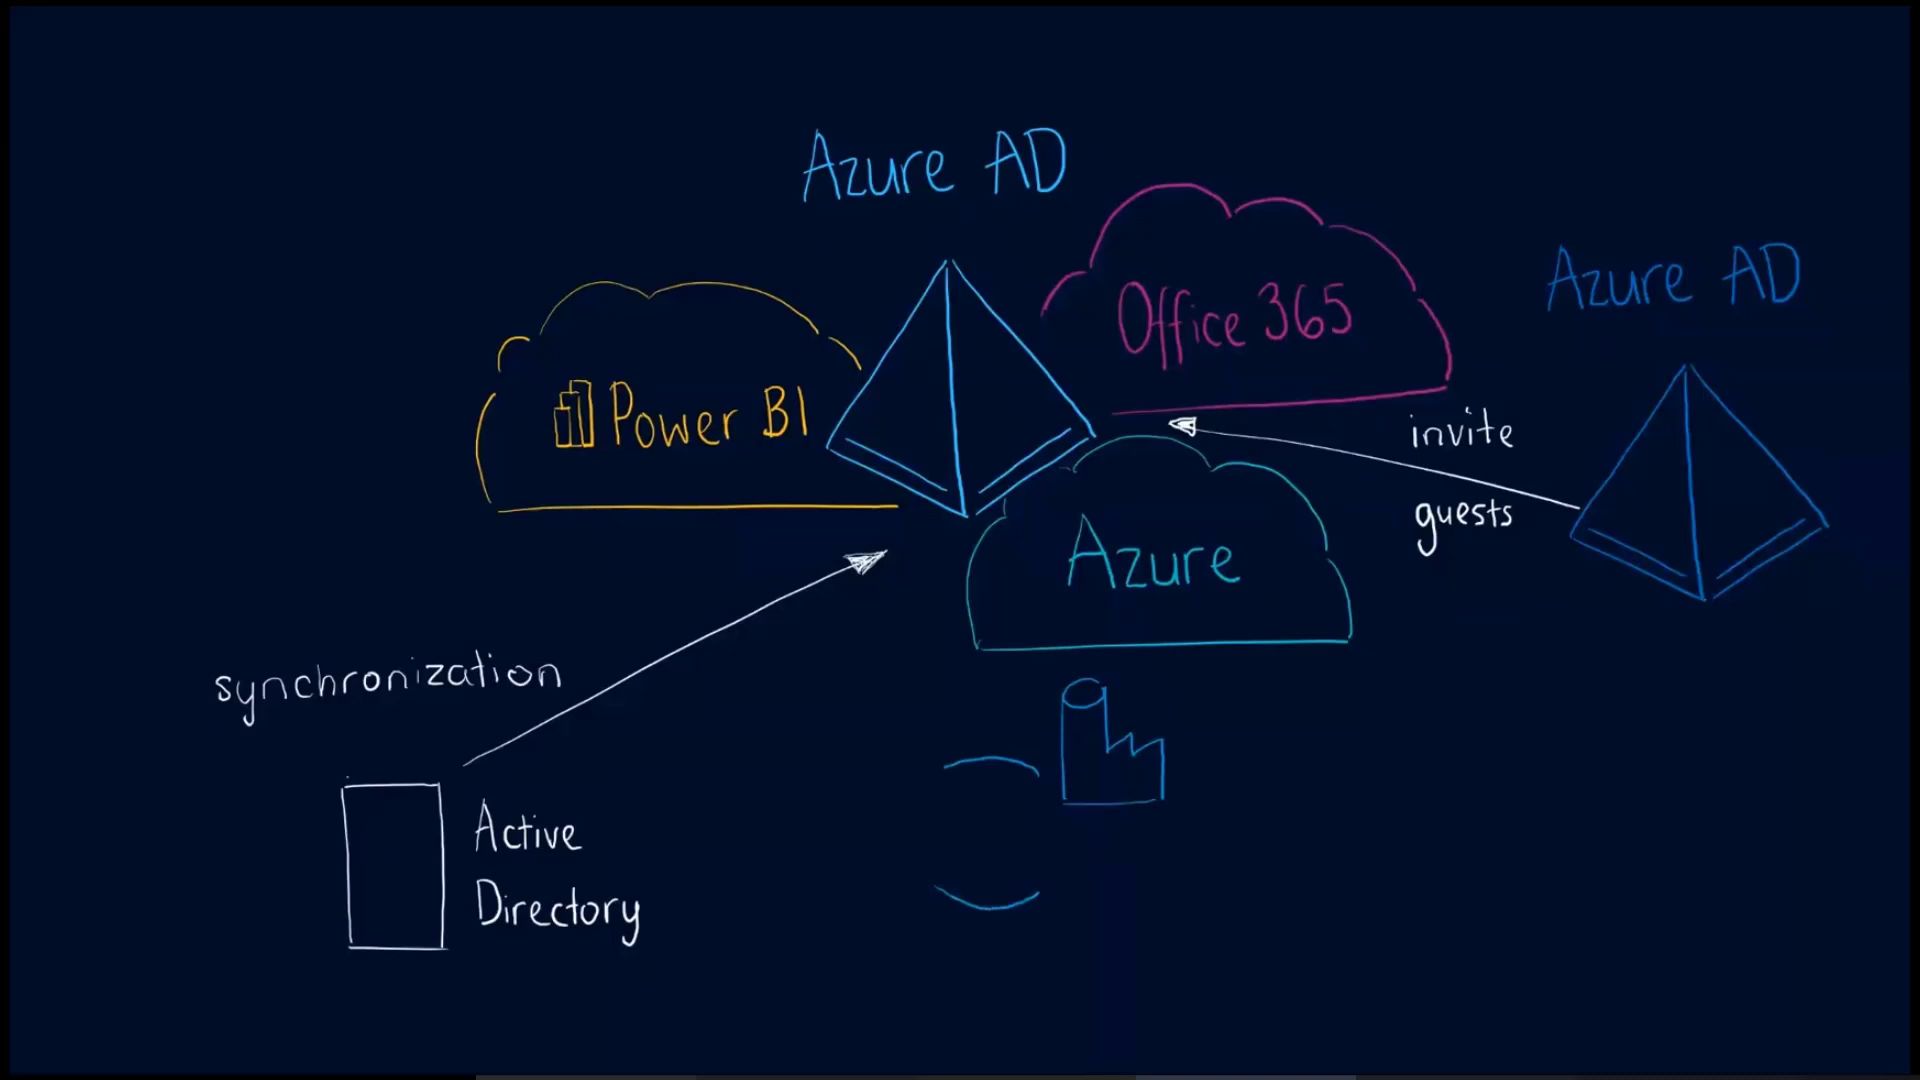 Azure AD
Office 365
Azure AD
Power BI
invite
guests
Azure
synchronization
Active
Directory